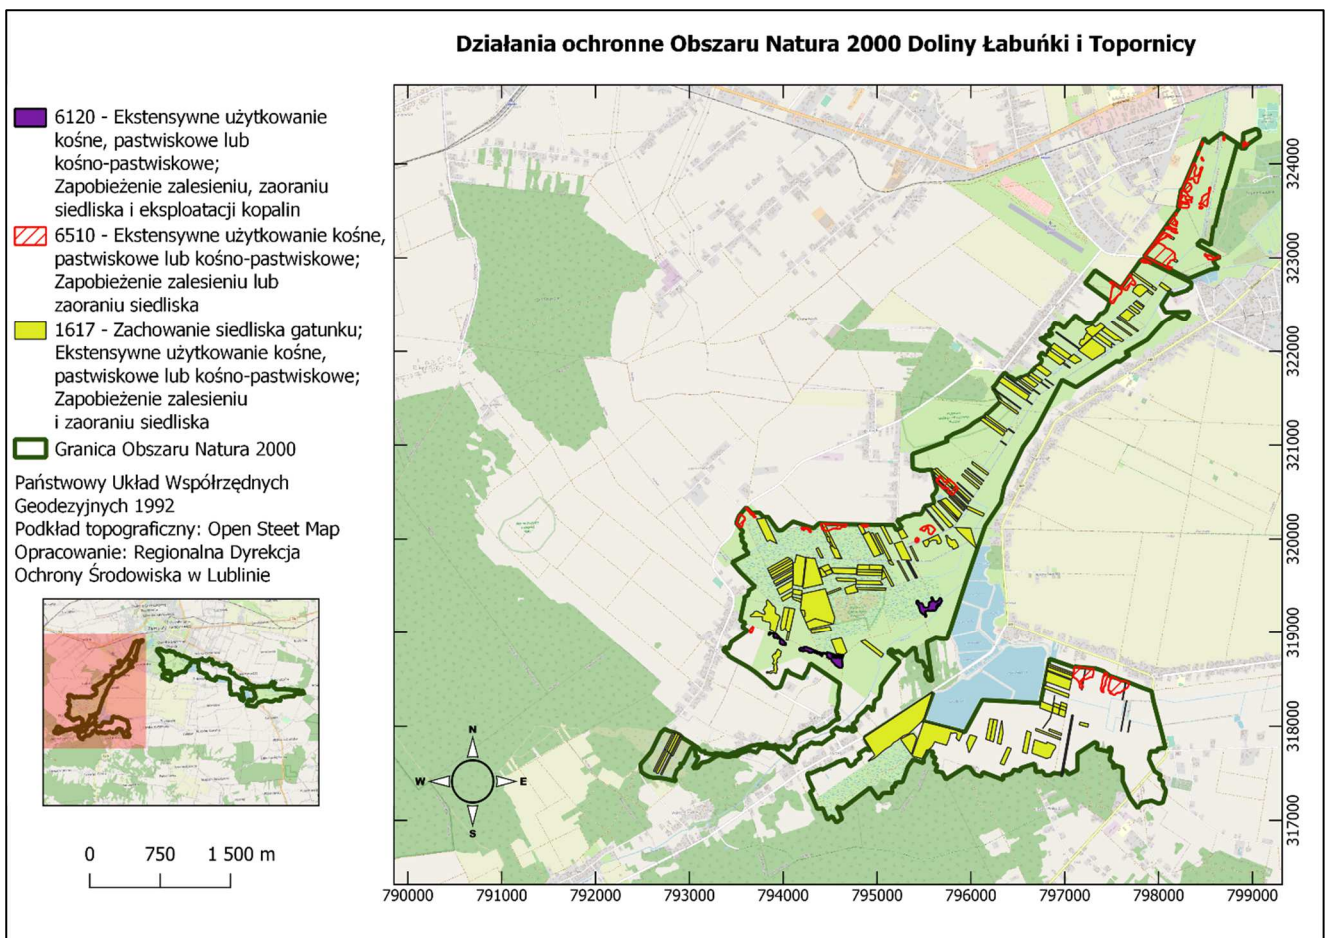 Działania ochronne Obszaru Natura 2000 Doliny Łabuńki i Topornicy
6120 - Ekstensywne użytkowanie
kośne, pastwiskowe lub
kośno-pastwiskowe;
Zapobieżenie zalesieniu, zaoraniu
siedliska i eksploatacji kopalin
6510 - Ekstensywne użytkowanie kośne,
pastwiskowe lub kośno-pastwiskowe;
Zapobieżenie zalesieniu lub
zaoraniu siedliska
1617 - Zachowanie siedliska gatunku;
Ekstensywne użytkowanie kośne,
pastwiskowe lub kośno-pastwiskowe;
Zapobieżenie zalesieniu
i zaoraniu siedliska
Granica Obszaru Natura 2000
Państwowy Układ Współrzędnych
Geodezyjnych 1992
Podkład topograficzny: Open Steet Map
Opracowanie: Regionalna Dyrekcja
Ochrony Środowiska w Lublinie
0 750 1 500 m
N
W E
S
324000
323000
322000
321000
320000
319000
318000
317000
790000 791000 792000 793000 794000 795000 796000 797000 798000 799000